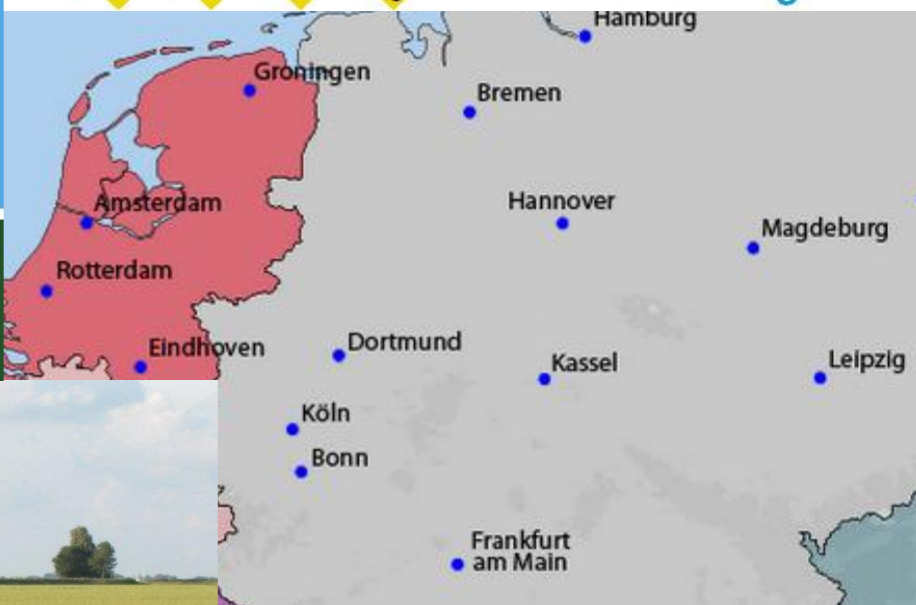 Hamburg
Groningen
Bremen
Amsterdam
Hannover
Magdeburg
Rotterdam
Eindhoven
Dortmund
Kassel
Leipzig
Köln
Bonn
Frankfurt
am Main